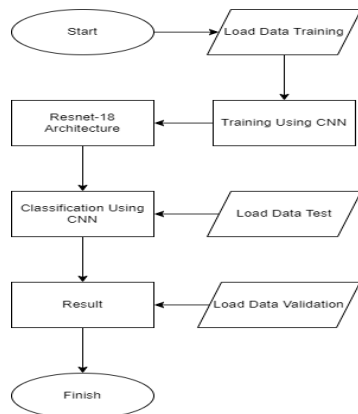 Start
Load Data Training
Resnet-18
Architecture
Training Using CNN
Classification Using
CNN
Load Data Test
Result
Load Data Validation
Finish